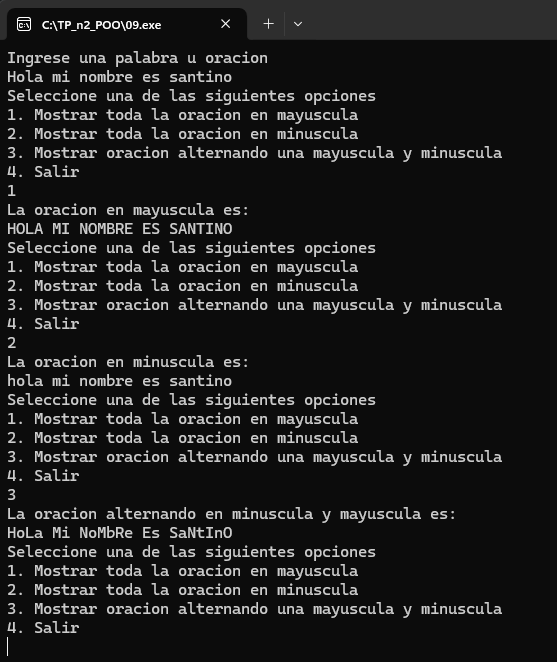 C:\TP_n2_POO\09.exe
Ingrese una palabra u oracion
Hola mi nombre es santino
Seleccione una de las siguientes opciones
1. Mostrar toda la oracion en mayuscula
2. Mostrar toda la oracion en minuscula
3. Mostrar oracion alternando una mayuscula y minuscula
4. Salir
1
La oracion en mayuscula es:
HOLA MI NOMBRE ES SANTINO
Seleccione una de las siguientes opciones
1. Mostrar toda la oracion en mayuscula
2. Mostrar toda la oracion en minuscula
3. Mostrar oracion alternando una mayuscula y minuscula
4. Salir
2
La oracion en minuscula es:
hola mi nombre es santino
Seleccione una de las siguientes opciones
1. Mostrar toda la oracion en mayuscula
2. Mostrar toda la oracion en minuscula
3. Mostrar oracion alternando una mayuscula y minuscula
4. Salir
3
La oracion alternando en minuscula y mayuscula es:
HoLa Mi NoMbRe Es SaNtInO
Seleccione una de las siguientes opciones
1. Mostrar toda la oracion en mayuscula
2. Mostrar toda la oracion en minuscula
3. Mostrar oracion alternando una mayuscula y minuscula
4. Salir